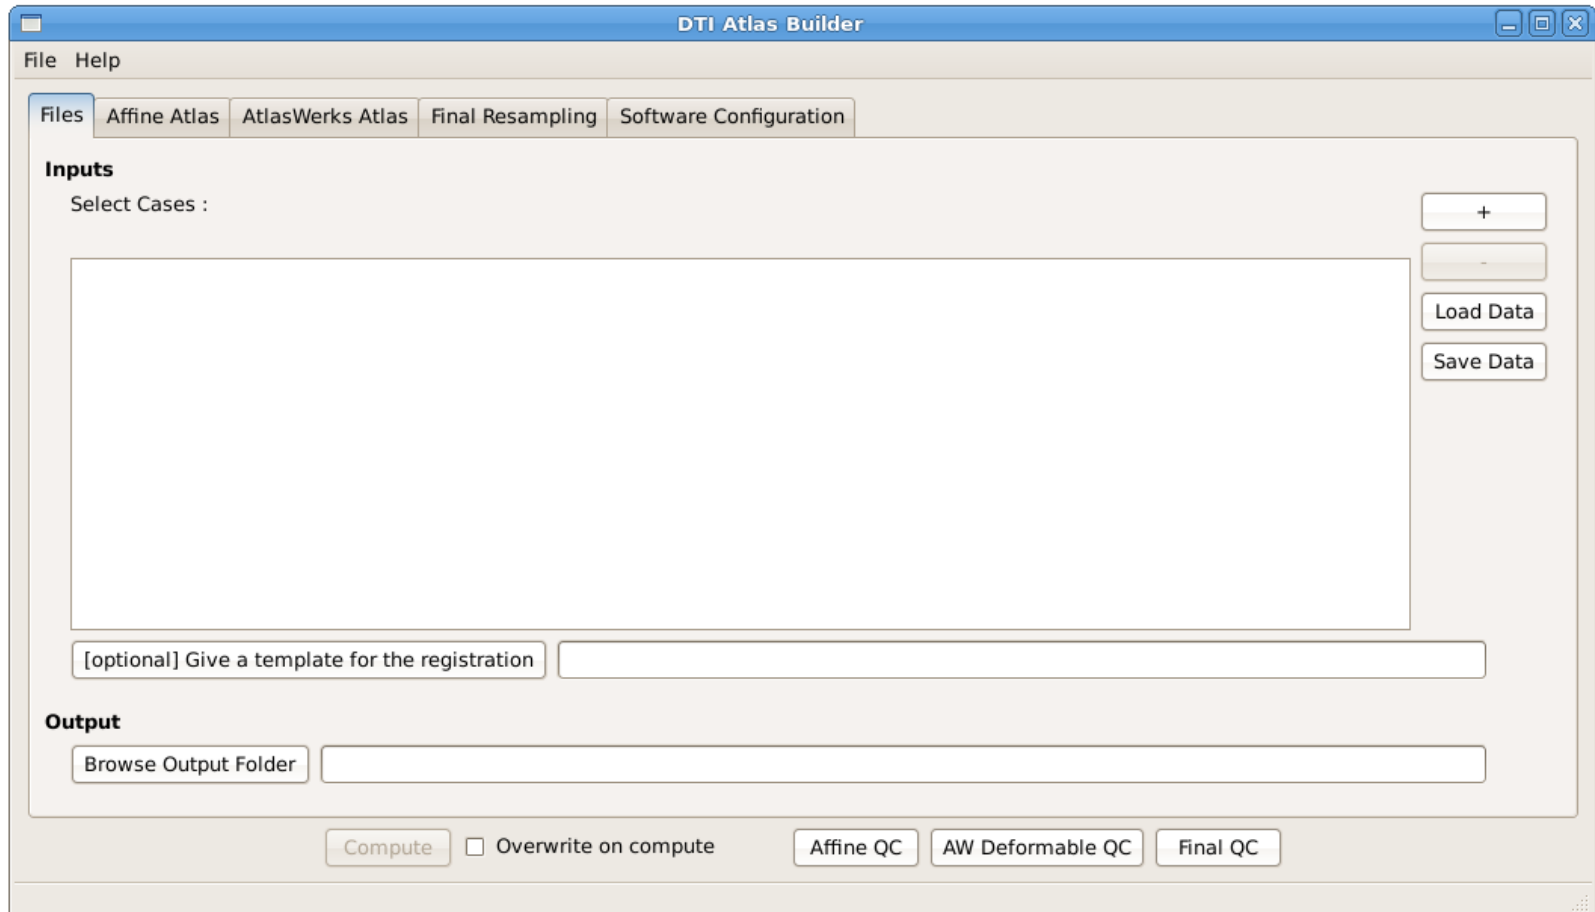 DTI Atlas Builder
File Help
Files Affine Atlas AtlasWerks Atlas Final Resampling Software Configuration
Inputs
Select Cases :
+
-
Load Data
Save Data
[optional] Give a template for the registration
Output
Browse Output Folder
Compute Overwrite on compute Affine QC AW Deformable QC Final QC